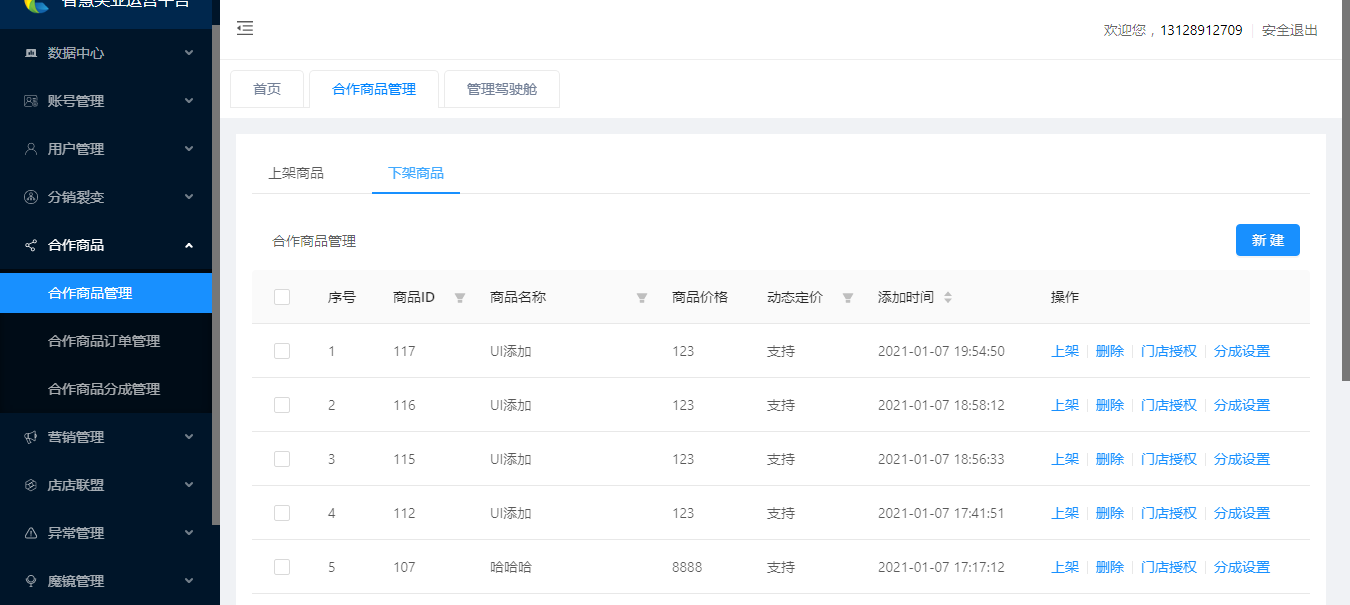 智慧美业运营平台
欢迎您，13128912709 安全退出
数据中心
账号管理
用户管理
分销裂变
合作商品
合作商品管理
合作商品订单管理
合作商品分成管理
营销管理
店店联盟
异常管理
魔镜管理
首页 合作商品管理 管理驾驶舱
上架商品 下架商品
合作商品管理 新建
序号 商品ID 商品名称 商品价格 动态定价 添加时间 操作
1 117 UI添加 123 支持 2021-01-07 19:54:50 上架 删除 门店授权 分成设置
2 116 UI添加 123 支持 2021-01-07 18:58:12 上架 删除 门店授权 分成设置
3 115 UI添加 123 支持 2021-01-07 18:56:33 上架 删除 门店授权 分成设置
4 112 UI添加 123 支持 2021-01-07 17:41:51 上架 删除 门店授权 分成设置
5 107 哈哈哈 8888 支持 2021-01-07 17:17:12 上架 删除 门店授权 分成设置